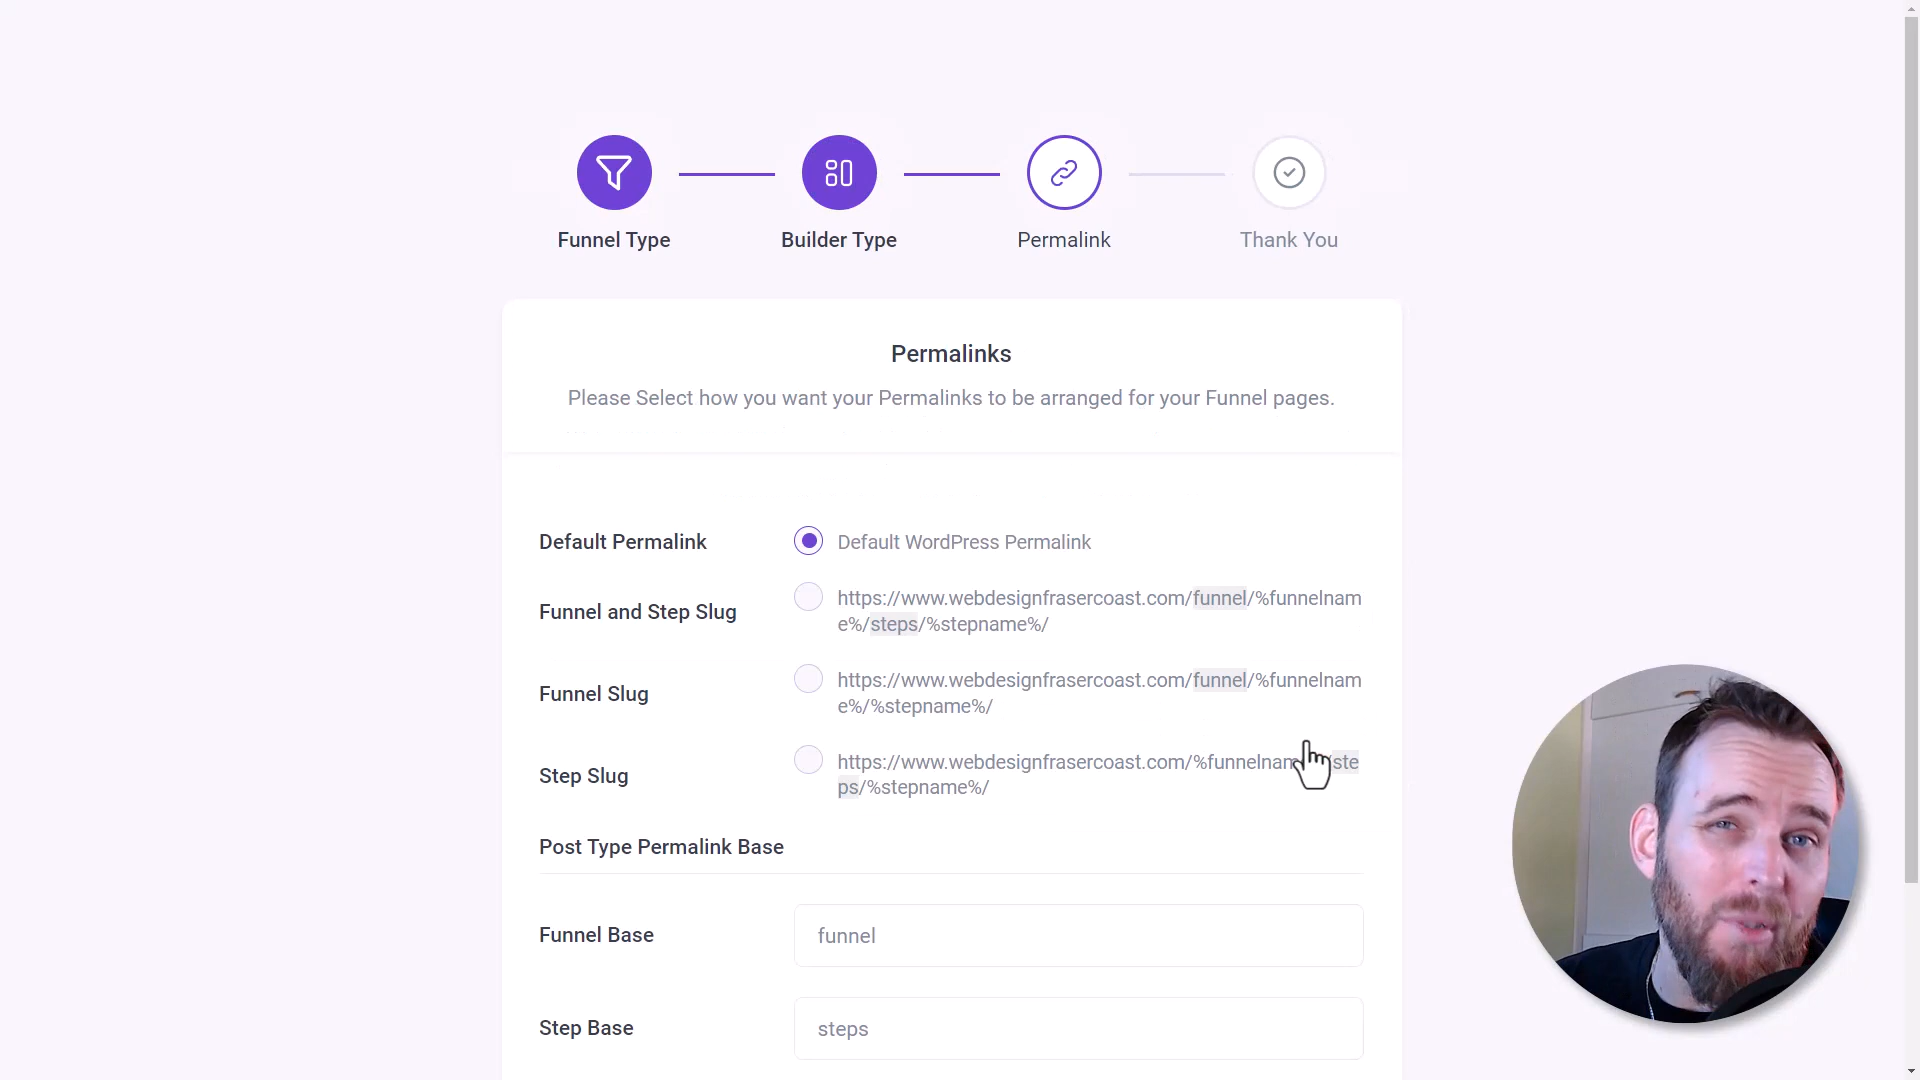 Funnel Type
Builder Type
Permalink
Thank You
Permalinks
Please Select how you want your Permalinks to be arranged for your Funnel pages.
Default Permalink
Default WordPress Permalink
Funnel and Step Slug
https://www.webdesignfrasercoast.com/funnel/%funnelnam
e%/steps/%stepname%/
Funnel Slug
https://www.webdesignfrasercoast.com/funnel/%funnelnam
e%/%stepname%/
Step Slug
https://www.webdesignfrasercoast.com/%funnelnam ste
ps/%stepname%/
Post Type Permalink Base
Funnel Base
funnel
Step Base
steps